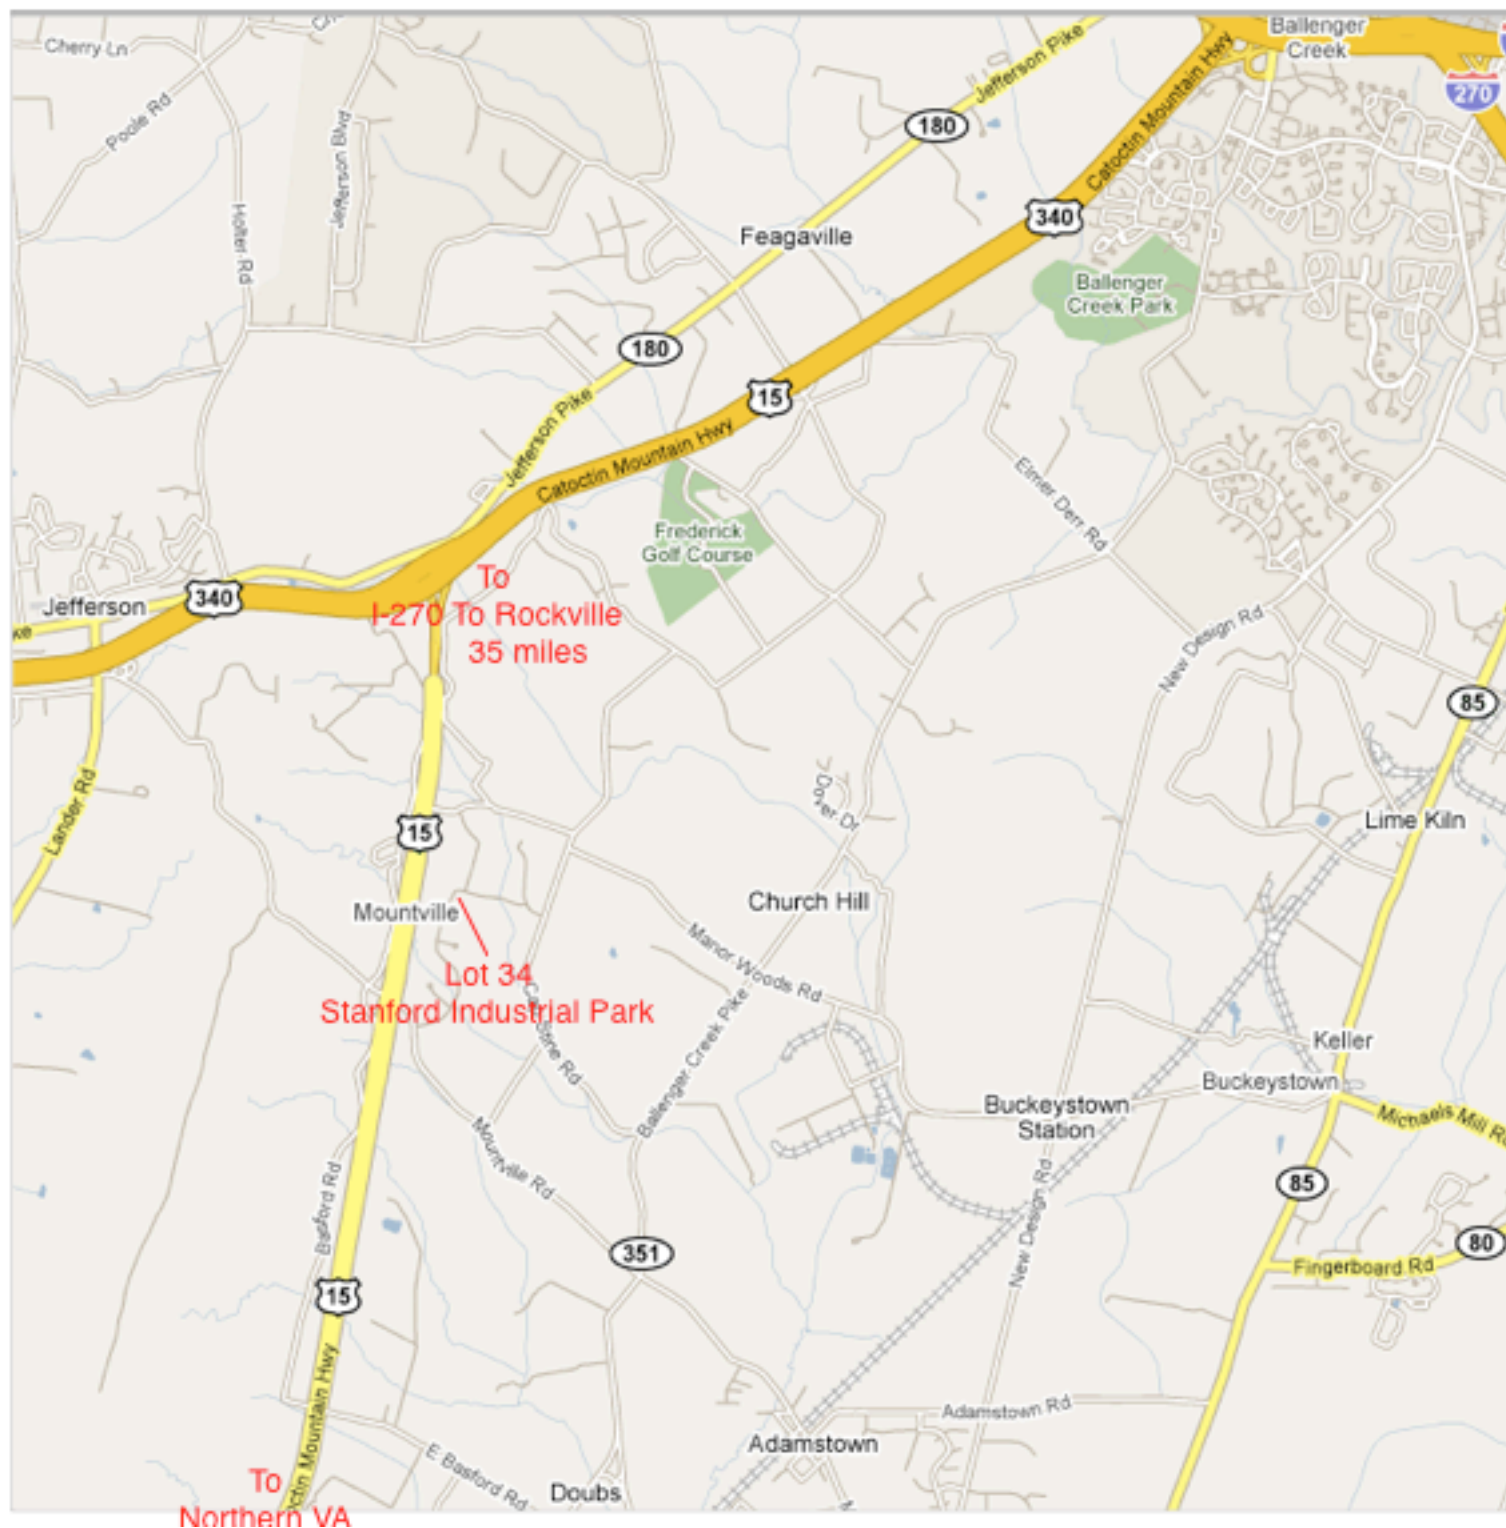 Ballenger
Creek
Cherry Ln
Jefferson Pike
270
Poole Rd
180
Catoctin Mountain Hwy
Jefferson Blvd
340
Holter Rd
Feagaville
Ballenger
Creek Park
180
15
Jefferson Pike
Catoctin Mountain Hwy
Elmer Derr Rd
Frederick
Golf Course
To
I-270 To Rockville
35 miles
340
Jefferson
New Design Rd
85
Lander Rd
Dover Dr
15
Lime Kiln
Mountville
Church Hill
Manor Woods Rd
Lot 34
Stanford Industrial Park
Stine Rd
Ballenger Creek Pike
Keller
Buckeystown
Buckeystown
Station
Michaels Mill
Mountville Rd
Basford Rd
New Design Rd
85
351
80
Fingerboard Rd
15
Mountain Hwy
Adamstown Rd
Adamstown
E Basford Rd
Doubs
To
Northern VA